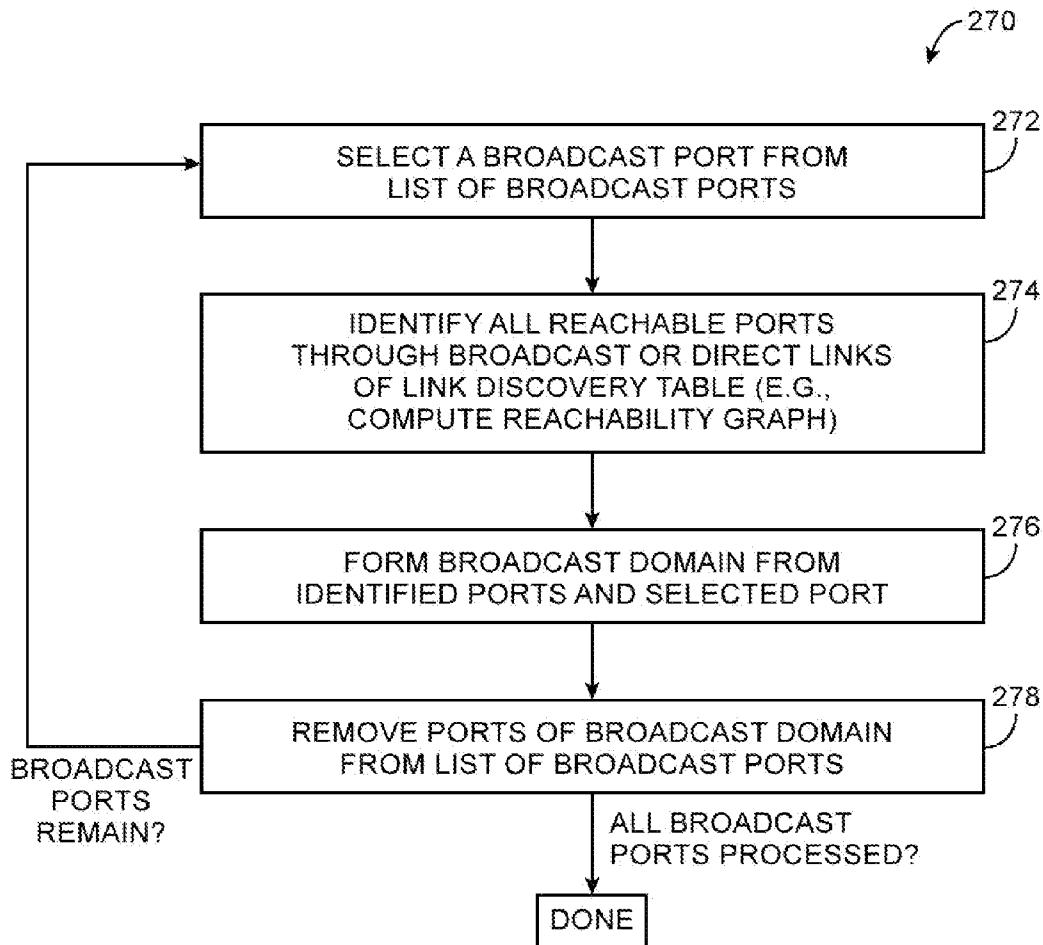 270
272
SELECT A BROADCAST PORT FROM
LIST OF BROADCAST PORTS
274
IDENTIFY ALL REACHABLE PORTS
THROUGH BROADCAST OR DIRECT LINKS
OF LINK DISCOVERY TABLE (E.G.,
COMPUTE REACHABILITY GRAPH)
276
FORM BROADCAST DOMAIN FROM
IDENTIFIED PORTS AND SELECTED PORT
278
REMOVE PORTS OF BROADCAST DOMAIN
FROM LIST OF BROADCAST PORTS
BROADCAST
PORTS
REMAIN?
ALL BROADCAST
PORTS PROCESSED?
DONE